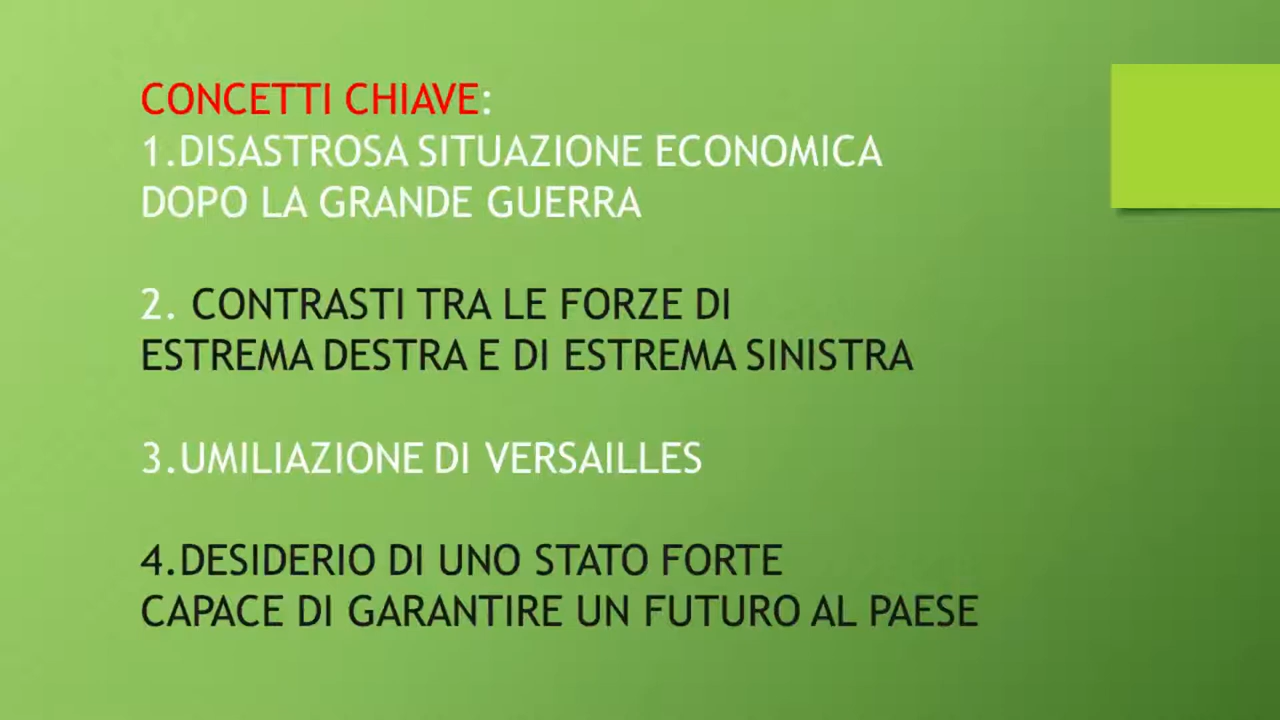 CONCETTI CHIAVE:
1.DISASTROSA SITUAZIONE ECONOMICA
DOPO LA GRANDE GUERRA
2. CONTRASTI TRA LE FORZE DI
ESTREMA DESTRA E DI ESTREMA SINISTRA
3.UMILIAZIONE DI VERSAILLES
4.DESIDERIO DI UNO STATO FORTE
CAPACE DI GARANTIRE UN FUTURO AL PAESE